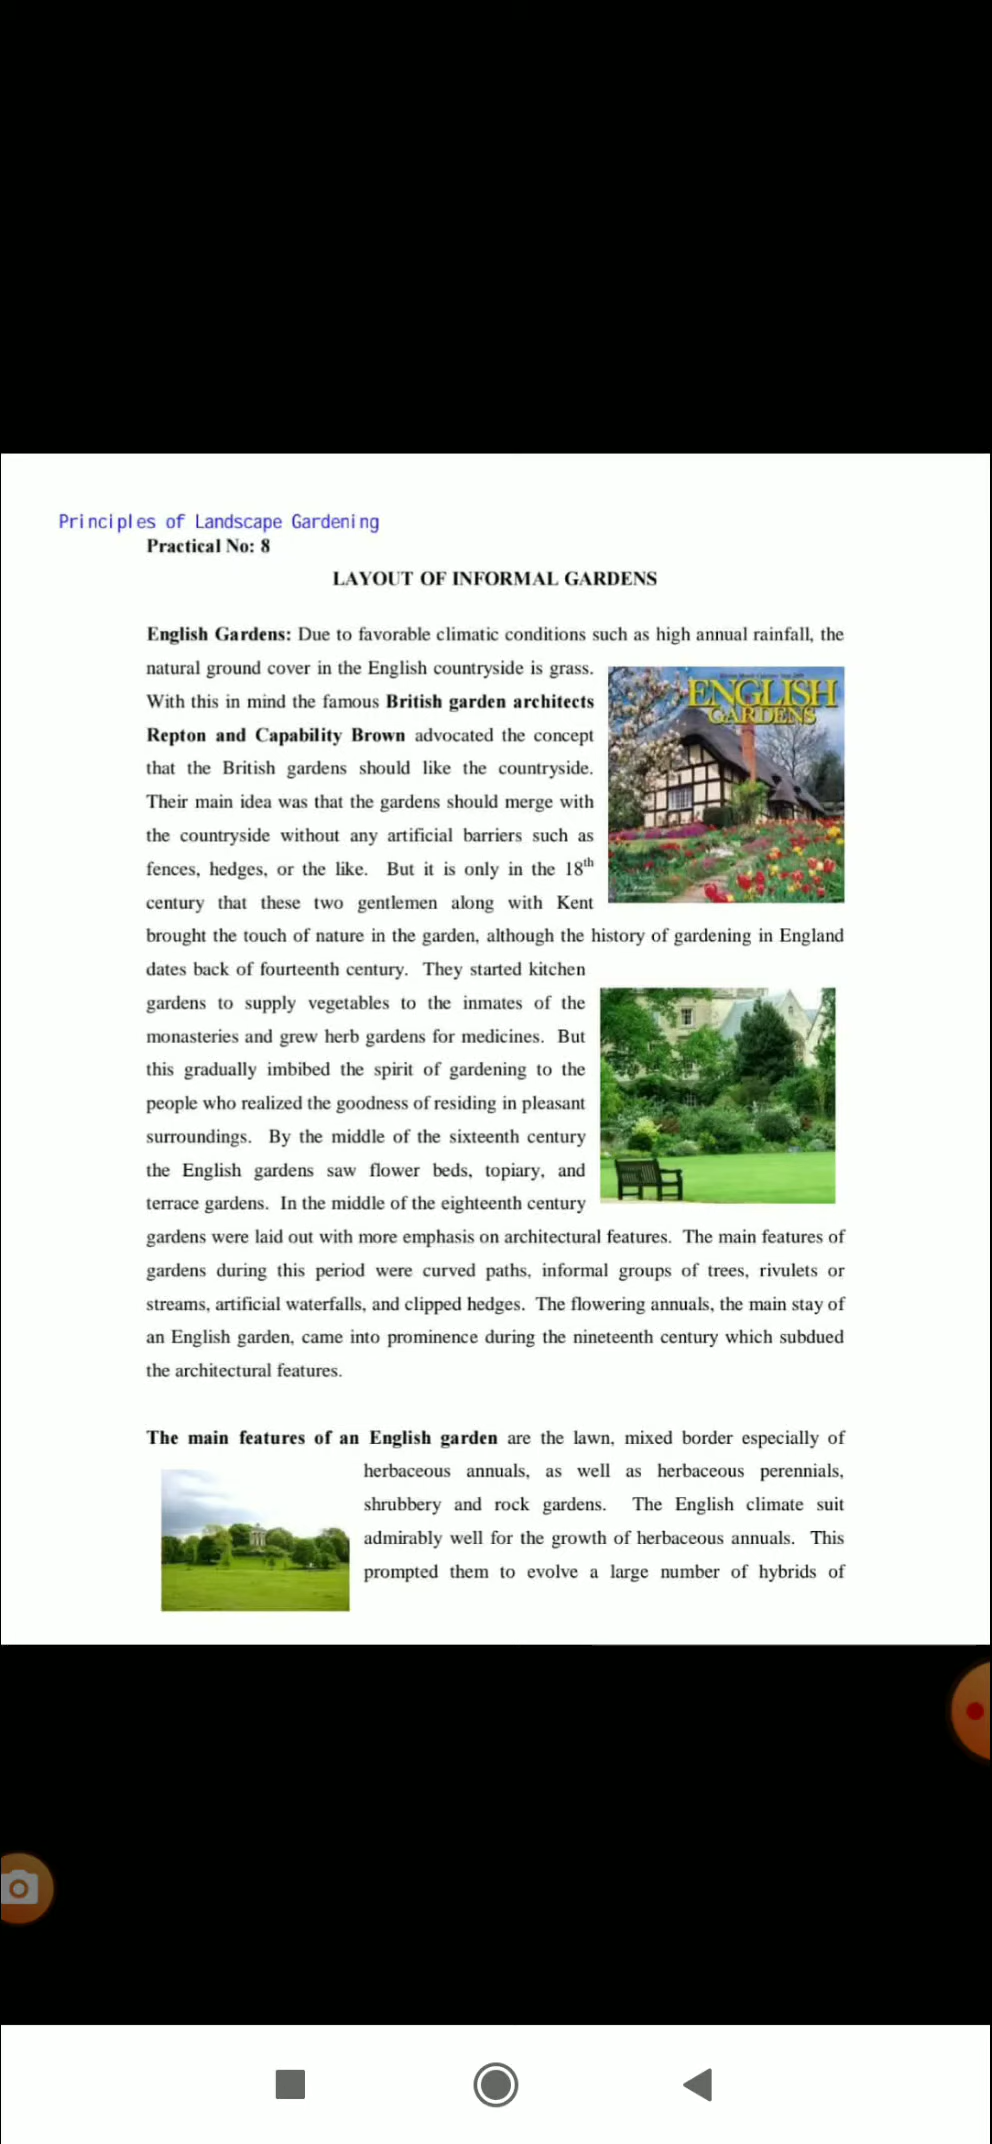 Principles of Landscape Gardening
Practical No: 8
LAYOUT OF INFORMAL GARDENS
English Gardens: Due to favorable climatic conditions such as high annual rainfall, the
natural ground cover in the English countryside is grass.
With this in mind the famous British garden architects
Repton and Capability Brown advocated the concept
that the British gardens should like the countryside.
Their main idea was that the gardens should merge with
the countryside without any artificial barriers such as
fences, hedges, or the like. But it is only in the 18th
century that these two gentlemen along with Kent
ENGLISH
GARDENS
brought the touch of nature in the garden, although the history of gardening in England
dates back of fourteenth century. They started kitchen
gardens to supply vegetables to the inmates of the
monasteries and grew herb gardens for medicines. But
this gradually imbibed the spirit of gardening to the
people who realized the goodness of residing in pleasant
surroundings. By the middle of the sixteenth century
the English gardens saw flower beds, topiary, and
terrace gardens. In the middle of the eighteenth century
gardens were laid out with more emphasis on architectural features. The main features of
gardens during this period were curved paths, informal groups of trees, rivulets or
streams, artificial waterfalls, and clipped hedges. The flowering annuals, the main stay of
an English garden, came into prominence during the nineteenth century which subdued
the architectural features.
The main features of an English garden are the lawn, mixed border especially of
herbaceous annuals, as well as herbaceous perennials,
shrubbery and rock gardens. The English climate suit
admirably well for the growth of herbaceous annuals. This
prompted them to evolve a large number of hybrids of